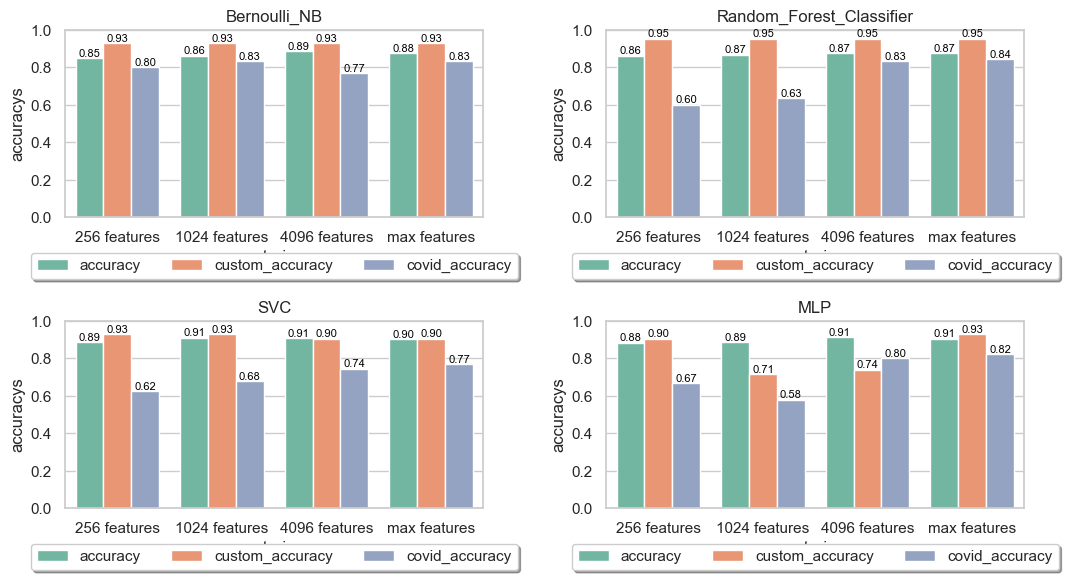 Bernoulli_NB
accuracys
1.0
0.8
0.6
0.4
0.2
0.0
0.85 0.93 0.80 0.86 0.93 0.83 0.89 0.93 0.77 0.88 0.93 0.83
256 features 1024 features 4096 features max features
accuracy custom_accuracy covid_accuracy
Random_Forest_Classifier
accuracys
1.0
0.8
0.6
0.4
0.2
0.0
0.86 0.95 0.60 0.87 0.95 0.63 0.87 0.95 0.83 0.87 0.95 0.84
256 features 1024 features 4096 features max features
accuracy custom_accuracy covid_accuracy
SVC
accuracys
1.0
0.8
0.6
0.4
0.2
0.0
0.89 0.93 0.62 0.91 0.93 0.68 0.91 0.90 0.74 0.90 0.90 0.77
256 features 1024 features 4096 features max features
accuracy custom_accuracy covid_accuracy
MLP
accuracys
1.0
0.8
0.6
0.4
0.2
0.0
0.88 0.90 0.67 0.89 0.71 0.58 0.91 0.74 0.80 0.91 0.93 0.82
256 features 1024 features 4096 features max features
accuracy custom_accuracy covid_accuracy